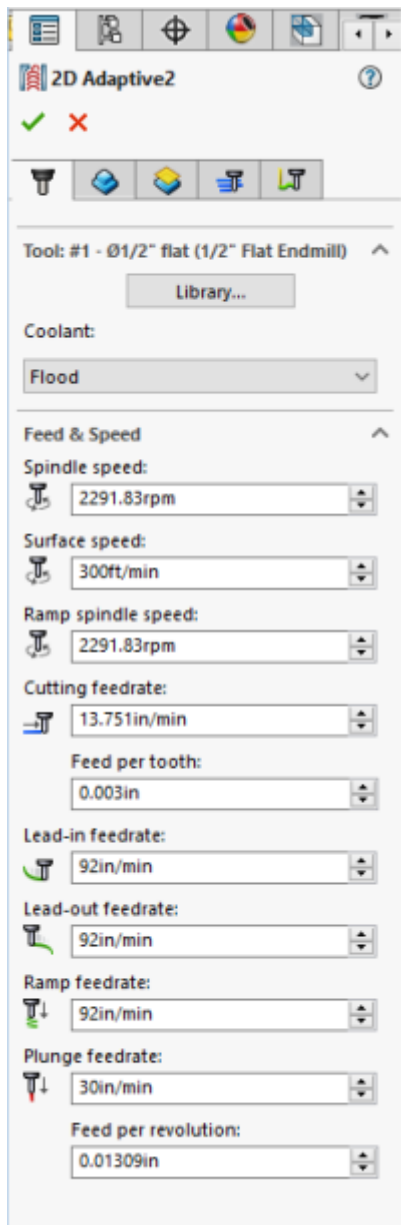 2D Adaptive2
Tool: #1 - Ø1/2" flat (1/2" Flat Endmill)
Library...
Coolant:
Flood
Feed & Speed
Spindle speed:
2291.83rpm
Surface speed:
300ft/min
Ramp spindle speed:
2291.83rpm
Cutting feedrate:
13.751in/min
Feed per tooth:
0.003in
Lead-in feedrate:
92in/min
Lead-out feedrate:
92in/min
Ramp feedrate:
92in/min
Plunge feedrate:
30in/min
Feed per revolution:
0.01309in